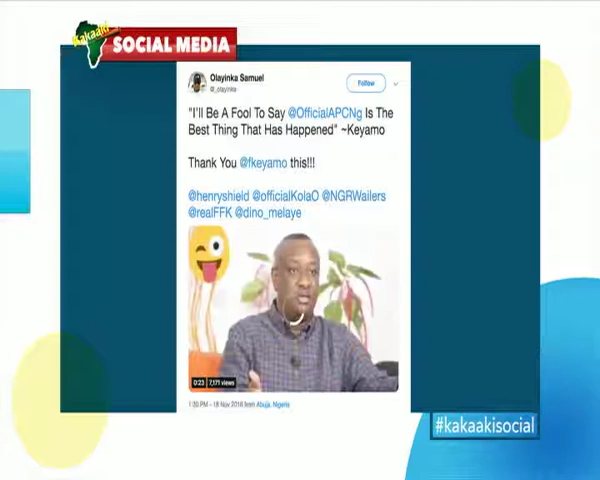 Kakaaki
SOCIAL MEDIA
Olayinka Samuel
@_olayinka
Follow
"I'll Be A Fool To Say @OfficialAPCNg Is The
Best Thing That Has Happened" ~Keyamo
Thank You @fkeyamo this!!!
@henryshield @officialKolaO @NGRWailers
@realFFK @dino_melaye
0:23 7,171 views
1:30 PM - 18 Nov 2018 from Abuja, Nigeria
#kakaakisocial